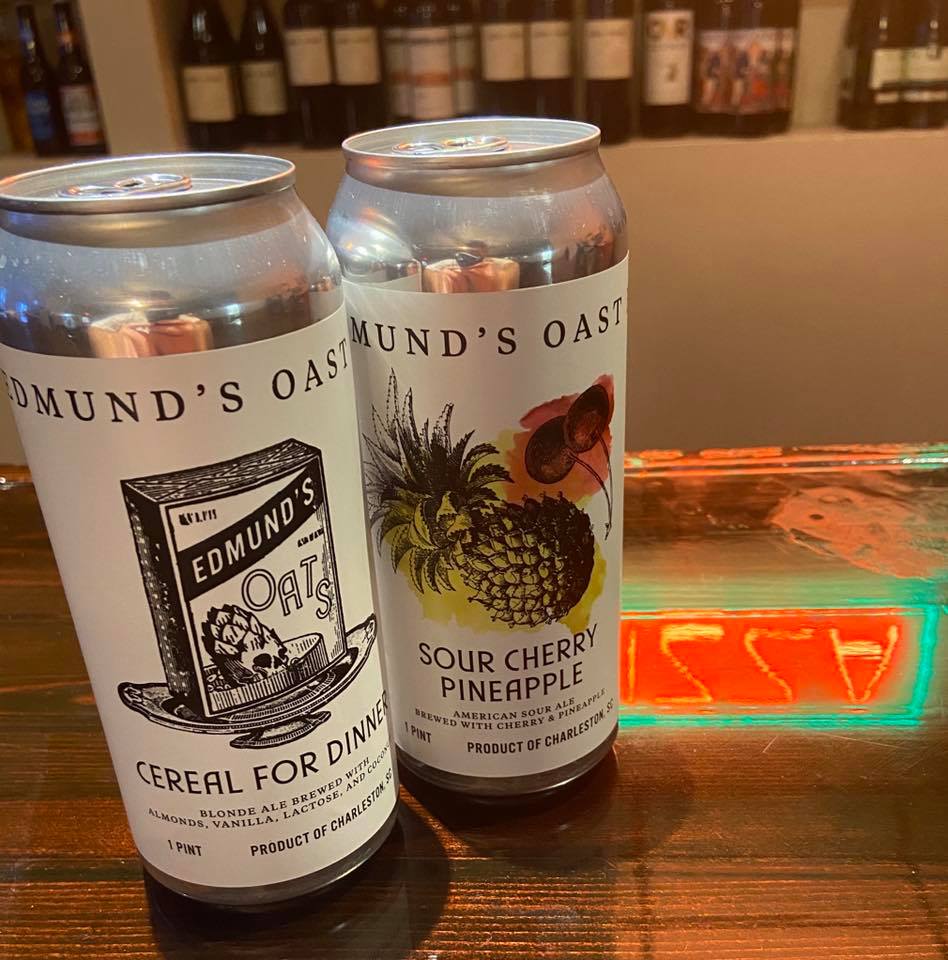 EDMUND'S OAST
EDMUND'S
OATS
CEREAL FOR DINNER
BLONDE ALE BREWED WITH
ALMONDS, VANILLA, LACTOSE, AND COCON
1 PINT
PRODUCT OF CHARLESTON, SC
MUND'S OAST
SOUR CHERRY
PINEAPPLE
AMERICAN SOUR ALE
BREWED WITH CHERRY & PINEAPPLE
1 PINT
PRODUCT OF CHARLESTON, SC